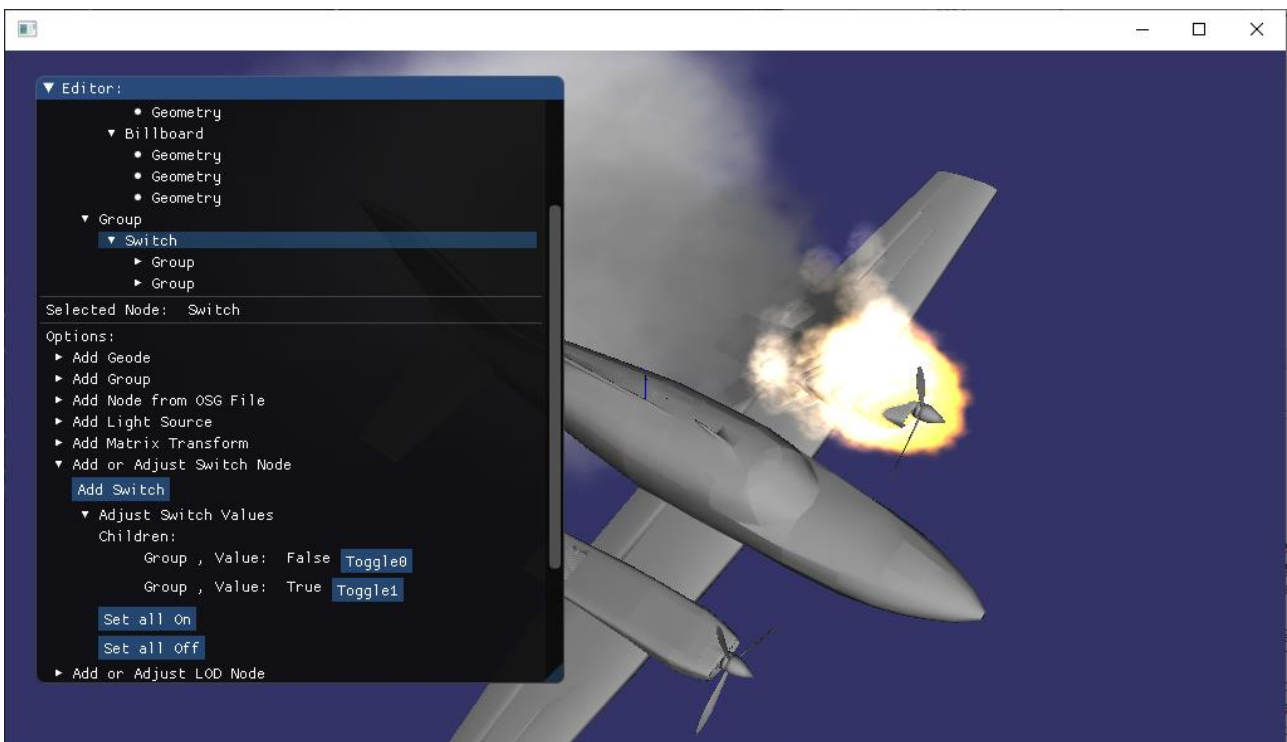 Editor:
Geometry
Billboard
Geometry
Geometry
Geometry
Group
Switch
Group
Group
Selected Node: Switch
Options:
Add Geode
Add Group
Add Node from OSG File
Add Light Source
Add Matrix Transform
Add or Adjust Switch Node
Add Switch
Adjust Switch Values
Children:
Group , Value: False Toggle0
Group , Value: True Toggle1
Set all On
Set all Off
Add or Adjust LOD Node